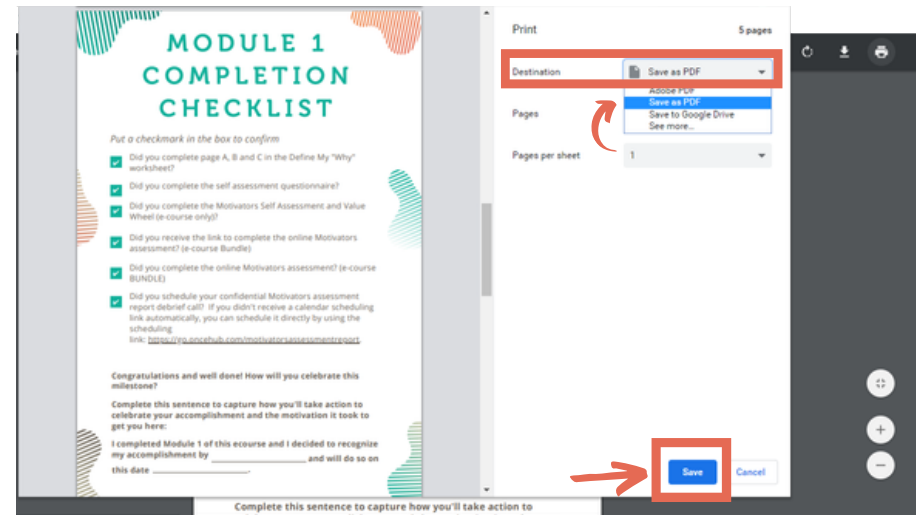 MODULE 1
COMPLETION
CHECKLIST
Put a checkmark in the box to confirm
Did you complete page A, B and C in the Define My "Why"
worksheet?
Did you complete the self assessment questionnaire?
Did you complete the Motivators Self Assessment and Value
Wheel (e-course only)?
Did you receive the link to complete the online Motivators
assessment? (e-course Bundle)
Did you complete the online Motivators assessment? (e-course
BUNDLE)
Did you schedule your confidential Motivators assessment
report debrief call? If you didn't receive a calendar scheduling
link automatically, you can schedule it directly by using the
scheduling
link: https://go.oncehub.com/motivatorsassessmentreport.
Congratulations and well done! How will you celebrate this
milestone?
Complete this sentence to capture how you'll take action to
celebrate your accomplishment and the motivation it took to
get you here:
I completed Module 1 of this ecourse and I decided to recognize
my accomplishment by ____________________ and will do so on
this date ____________________.
Complete this sentence to capture how you'll take action to
Print 5 pages
Destination Save as PDF
Adobe PDF
Save as PDF
Pages Save to Google Drive
See more...
Pages per sheet 1
Save Cancel